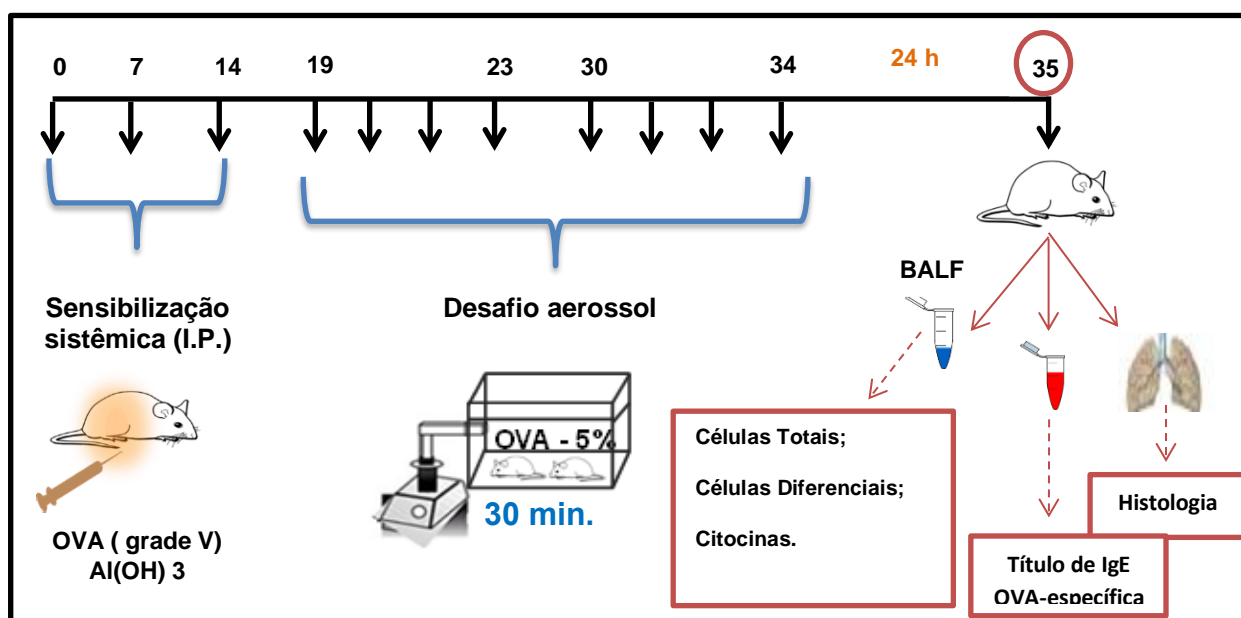 0 7 14 19 23 30 34 24 h 35
Sensibilização
sistêmica (I.P.)
OVA ( grade V)
Al(OH) 3
Desafio aerossol
OVA - 5%
30 min.
BALF
Células Totais;
Células Diferenciais;
Citocinas.
Histologia
Título de IgE
OVA-específica